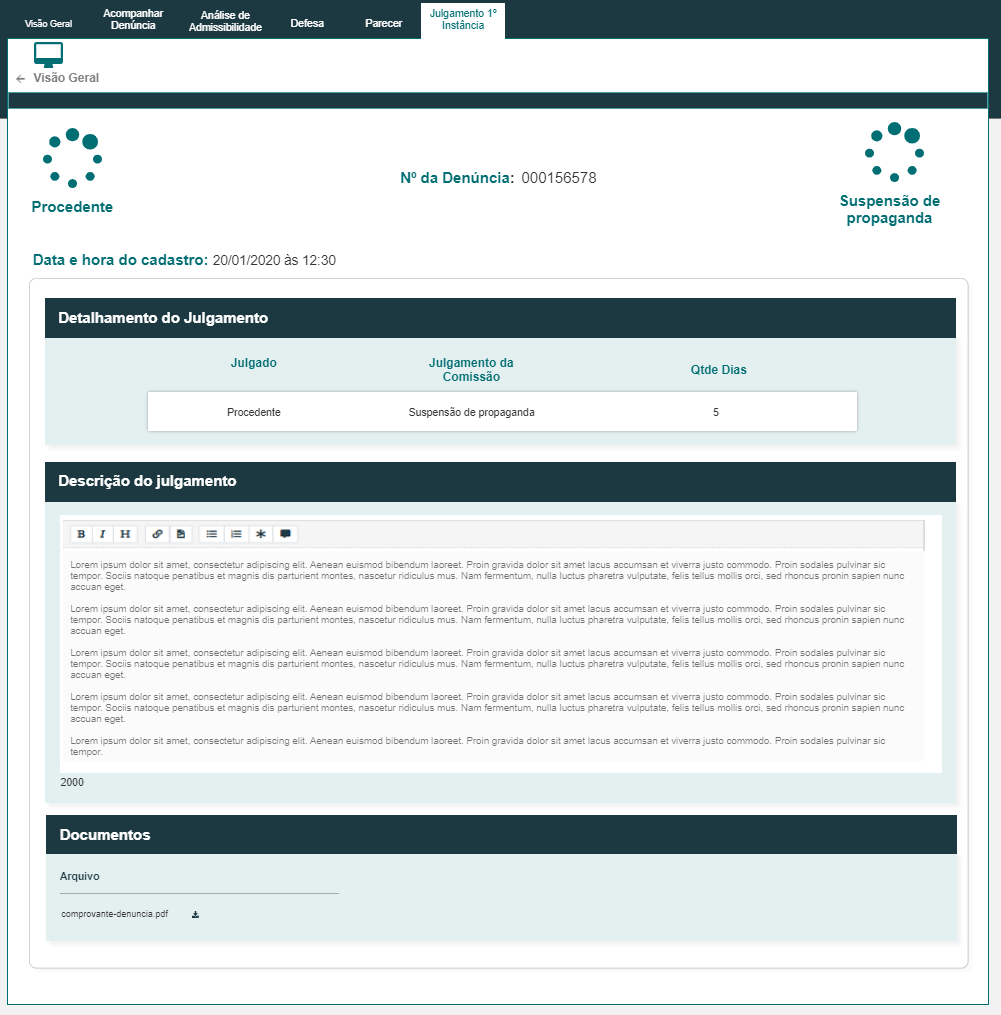 Visão Geral
Acompanhar
Denúncia
Análise de
Admissibilidade
Defesa
Parecer
Julgamento 1º
Instância
Visão Geral
Procedente
Nº da Denúncia: 000156578
Suspensão de
propaganda
Data e hora do cadastro: 20/01/2020 às 12:30
Detalhamento do Julgamento
Julgado
Julgamento da
Comissão
Qtde Dias
Procedente
Suspensão de propaganda
5
Descrição do julgamento
B I H
Lorem ipsum dolor sit amet, consectetur adipiscing elit. Aenean euismod bibendum laoreet. Proin gravida dolor sit amet lacus accumsan et viverra justo commodo. Proin sodales pulvinar sic
tempor. Sociis natoque penatibus et magnis dis parturient montes, nascetur ridiculus mus. Nam fermentum, nulla luctus pharetra vulputate, felis tellus mollis orci, sed rhoncus pronin sapien nunc
accuan eget.
Lorem ipsum dolor sit amet, consectetur adipiscing elit. Aenean euismod bibendum laoreet. Proin gravida dolor sit amet lacus accumsan et viverra justo commodo. Proin sodales pulvinar sic
tempor. Sociis natoque penatibus et magnis dis parturient montes, nascetur ridiculus mus. Nam fermentum, nulla luctus pharetra vulputate, felis tellus mollis orci, sed rhoncus pronin sapien nunc
accuan eget.
Lorem ipsum dolor sit amet, consectetur adipiscing elit. Aenean euismod bibendum laoreet. Proin gravida dolor sit amet lacus accumsan et viverra justo commodo. Proin sodales pulvinar sic
tempor. Sociis natoque penatibus et magnis dis parturient montes, nascetur ridiculus mus. Nam fermentum, nulla luctus pharetra vulputate, felis tellus mollis orci, sed rhoncus pronin sapien nunc
accuan eget.
Lorem ipsum dolor sit amet, consectetur adipiscing elit. Aenean euismod bibendum laoreet. Proin gravida dolor sit amet lacus accumsan et viverra justo commodo. Proin sodales pulvinar sic
tempor. Sociis natoque penatibus et magnis dis parturient montes, nascetur ridiculus mus. Nam fermentum, nulla luctus pharetra vulputate, felis tellus mollis orci, sed rhoncus pronin sapien nunc
accuan eget.
Lorem ipsum dolor sit amet, consectetur adipiscing elit. Aenean euismod bibendum laoreet. Proin gravida dolor sit amet lacus accumsan et viverra justo commodo. Proin sodales pulvinar sic
tempor.
2000
Documentos
Arquivo
comprovante-denuncia.pdf